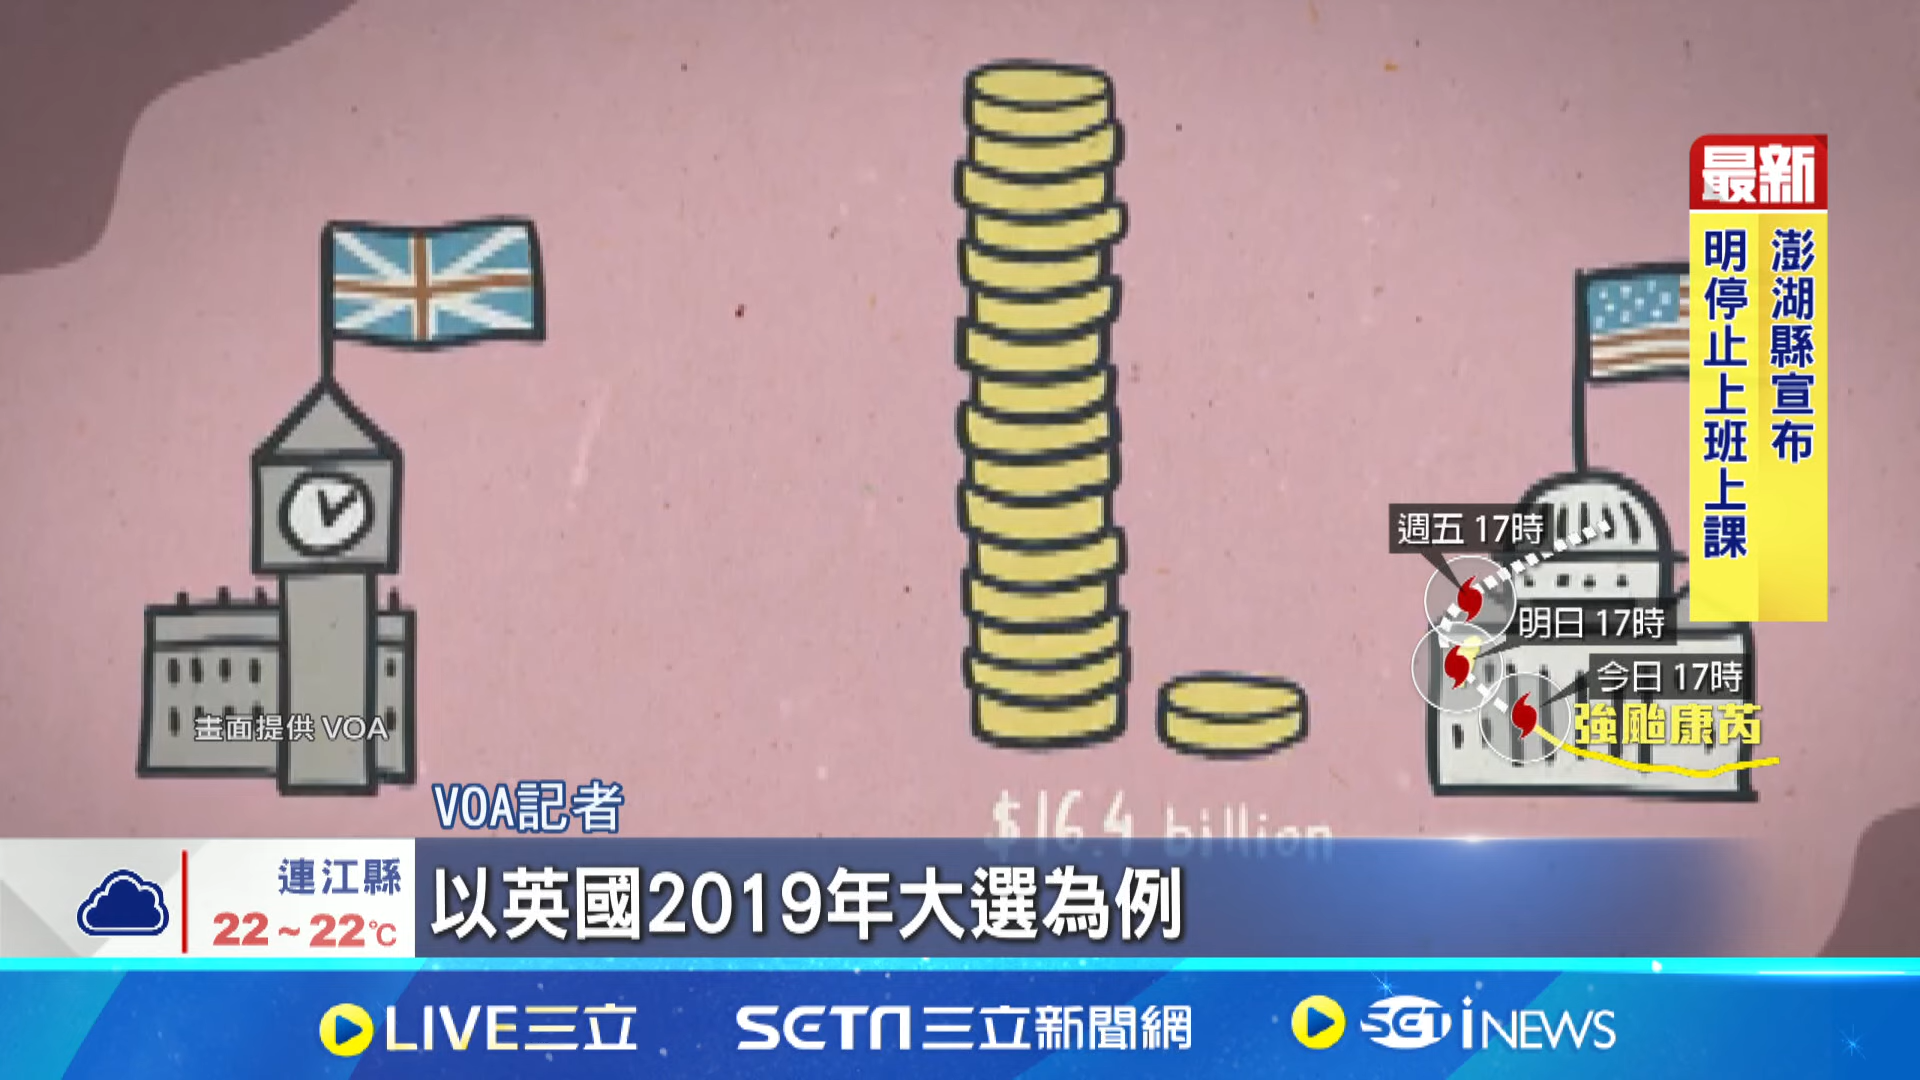 最新
澎湖縣宣布
明停止上班上課
週五 17時
明日 17時
今日 17時
強颱康芮
畫面提供 VOA
$16.4 billion
VOA記者
連江縣
22~22℃
以英國2019年大選為例
LIVE三立
SETN三立新聞網
SET iNEWS